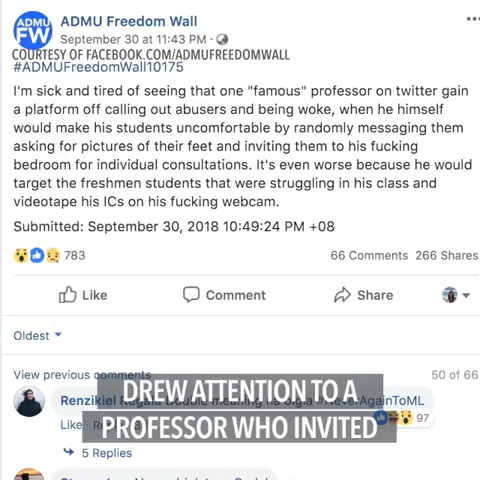 ADMU Freedom Wall
ADMU
FW
September 30 at 11:43 PM
COURTESY OF FACEBOOK.COM/ADMUFREEDOMWALL
#ADMUFreedomWall10175
I'm sick and tired of seeing that one "famous" professor on twitter gain
a platform off calling out abusers and being woke, when he himself
would make his students uncomfortable by randomly messaging them
asking for pictures of their feet and inviting them to his fucking
bedroom for individual consultations. It's even worse because he would
target the freshmen students that were struggling in his class and
videotape his ICs on his fucking webcam.
Submitted: September 30, 2018 10:49:24 PM +08
783
66 Comments 266 Shares
Like Comment Share
Oldest
View previous comments
50 of 66
DREW ATTENTION TO A
Renzikiel
#NeverAgainToML
97
PROFESSOR WHO INVITED
Like
5 Replies